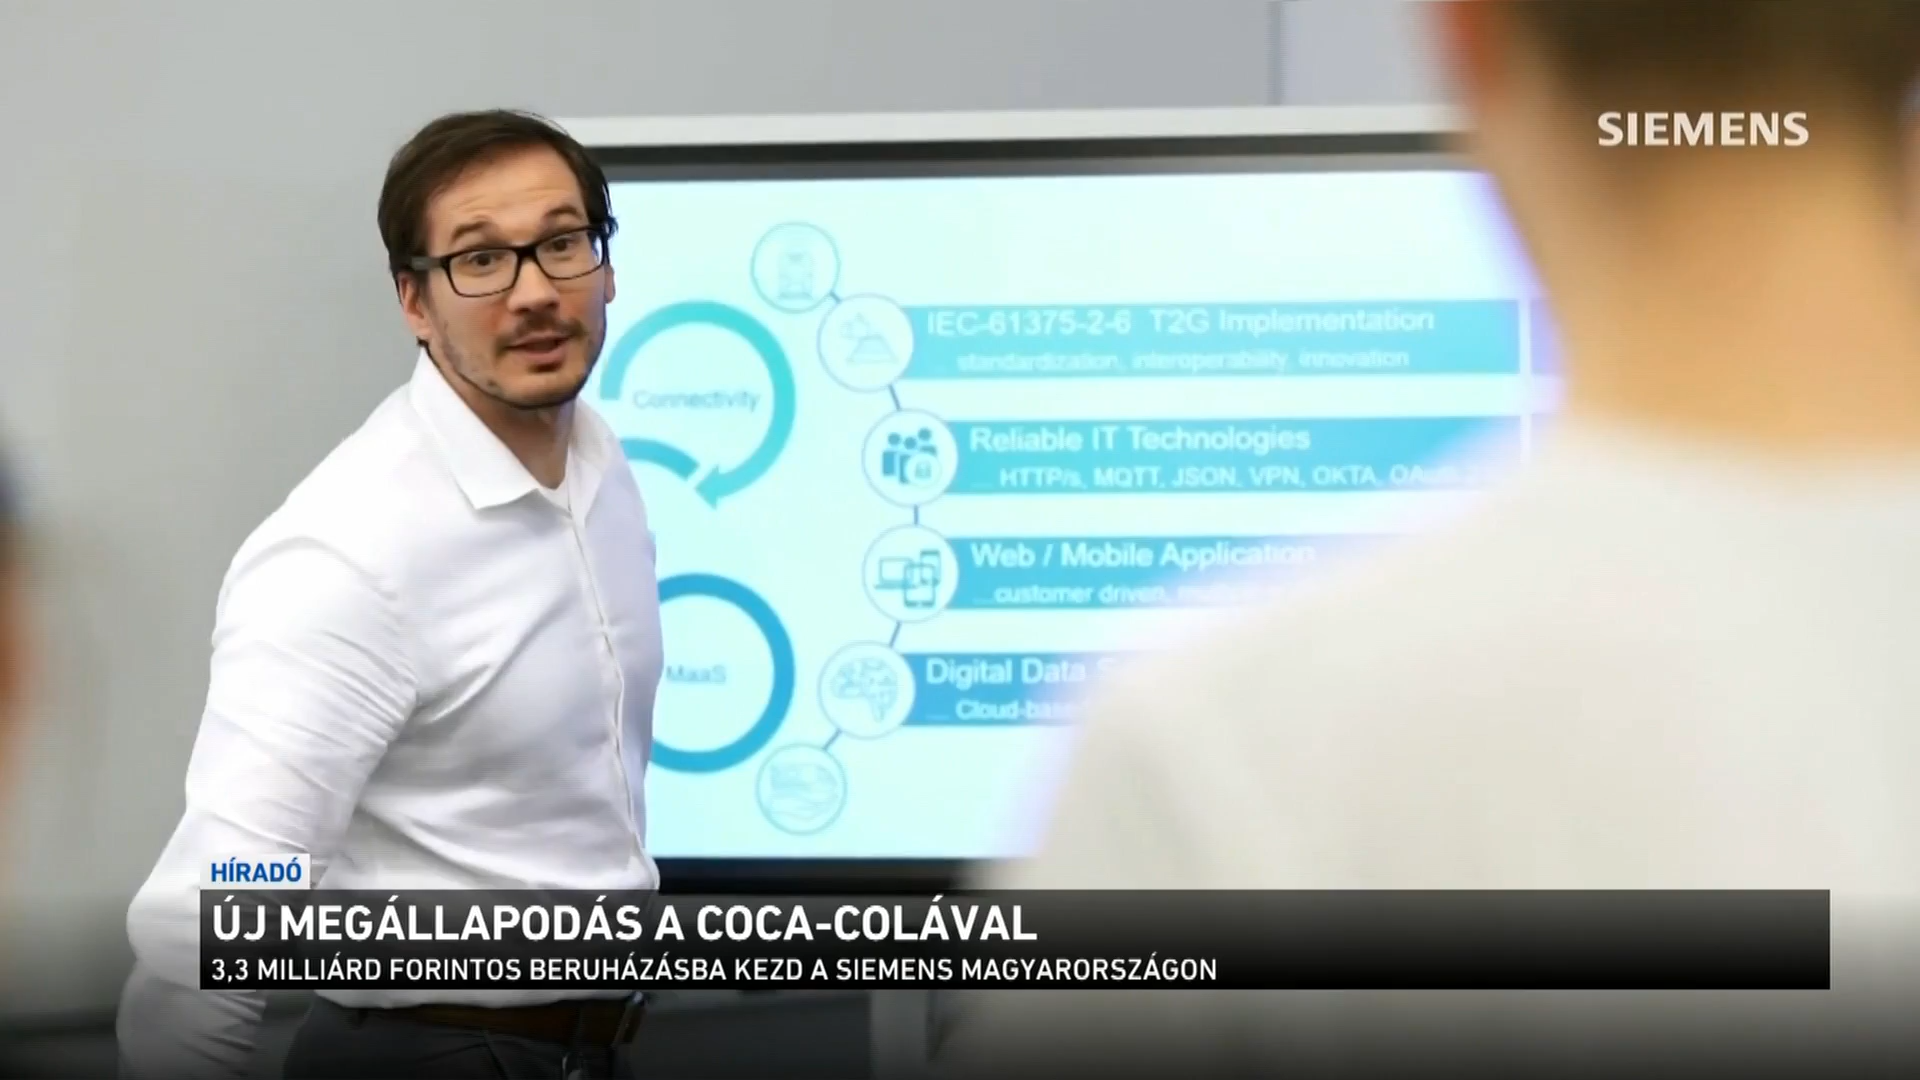 SIEMENS
IEC-61375-2-6 T2G Implementation
... standardization, interoperability, innovation
Connectivity
Reliable IT Technologies
... HTTP/s, MQTT, JSON, VPN, OKTA,
Web / Mobile Application
...customer driven,
MaaS
Digital Data
... Cloud-based
HÍRADÓ
ÚJ MEGÁLLAPODÁS A COCA-COLÁVAL
3,3 MILLIÁRD FORINTOS BERUHÁZÁSBA KEZD A SIEMENS MAGYARORSZÁGON